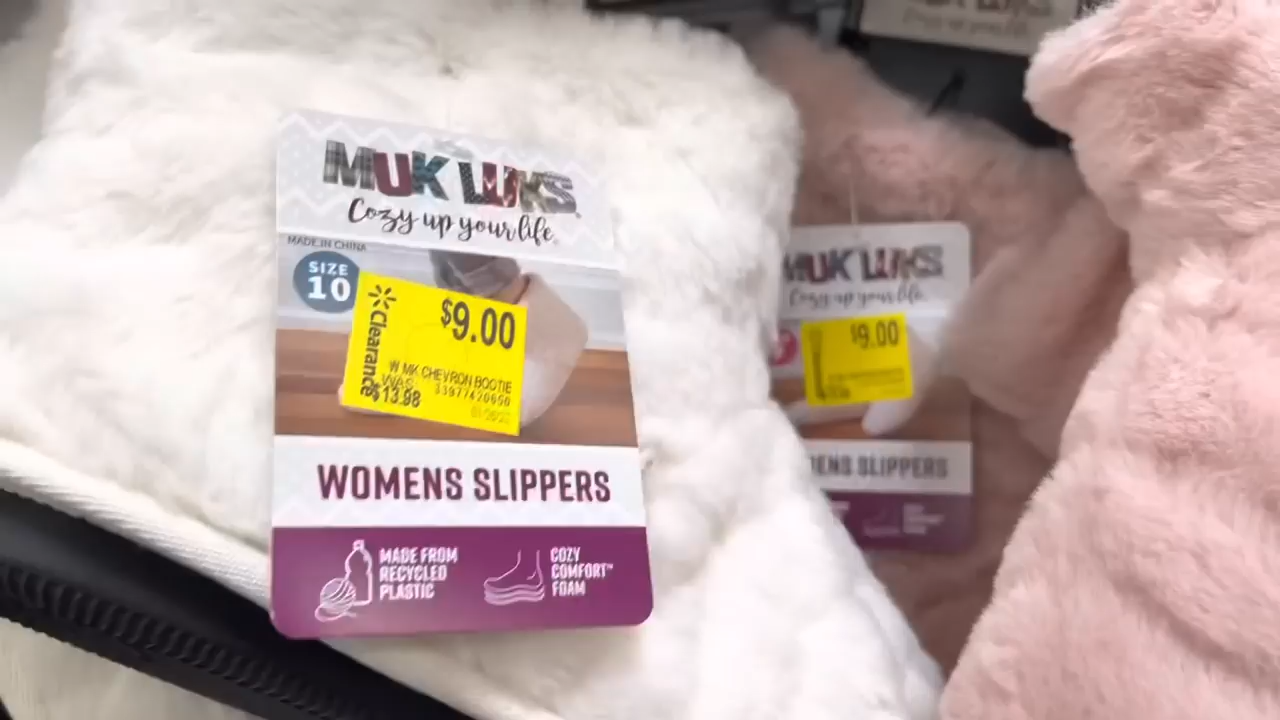 MUK LUKS
Cozy up your life
MADE IN CHINA
SIZE
10
Clearance
$9.00
W MK CHEVRON BOOTIE
WAS
33977420650
$13.98
WOMENS SLIPPERS
MADE FROM
RECYCLED
PLASTIC
COZY
COMFORT™
FOAM
MUK LUKS
Cozy up your life
$9.00
ENS SLIPPERS